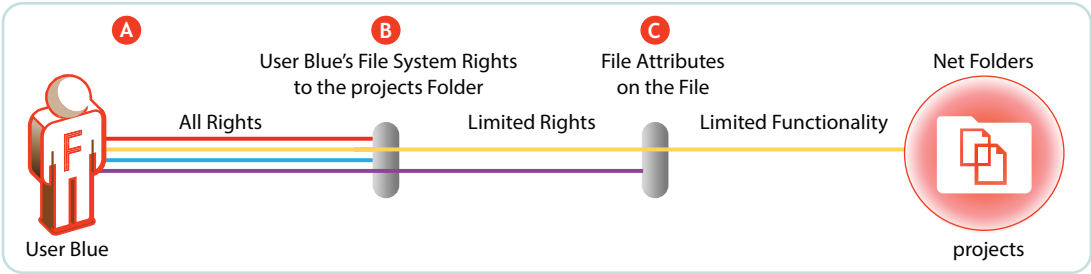 A
B
C
User Blue's File System Rights
to the projects Folder
File Attributes
on the File
Net Folders
All Rights
Limited Rights
Limited Functionality
F
User Blue
projects